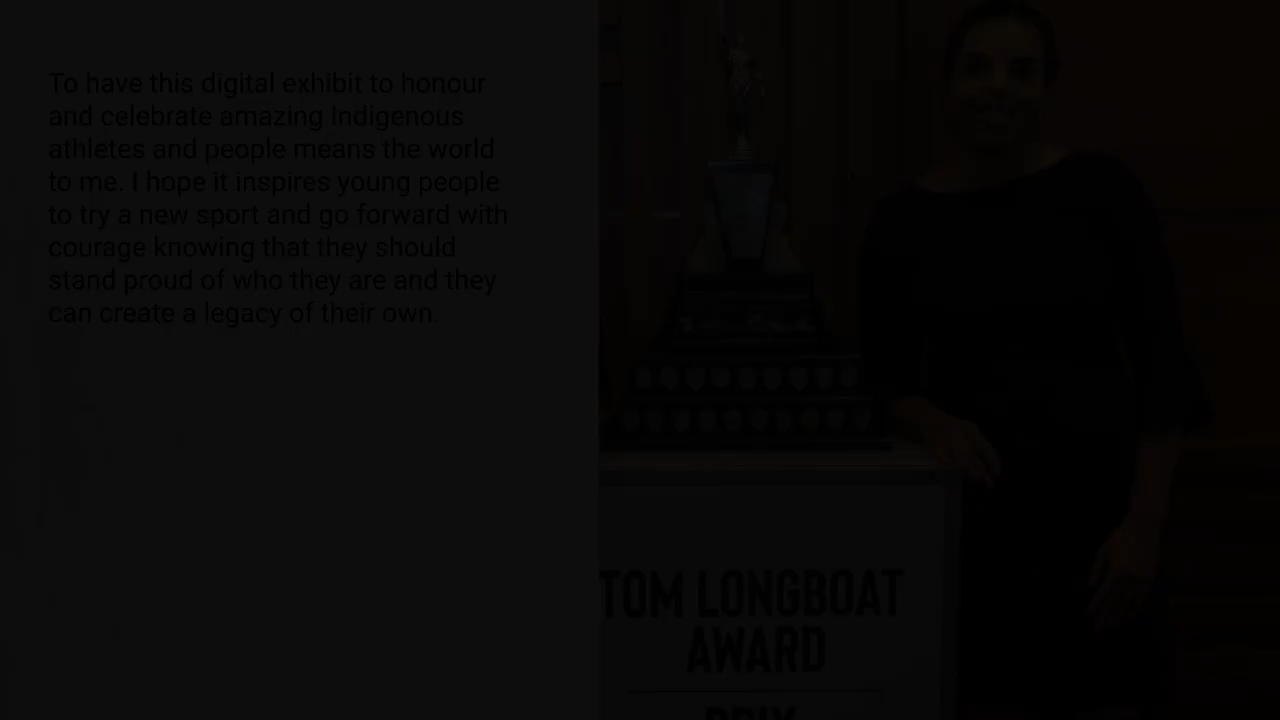 To have this digital exhibit to honour
and celebrate amazing Indigenous
athletes and people means the world
to me. I hope it inspires young people
to try a new sport and go forward with
courage knowing that they should
stand proud of who they are and they
can create a legacy of their own.
TOM LONGBOAT
AWARD
PRIX